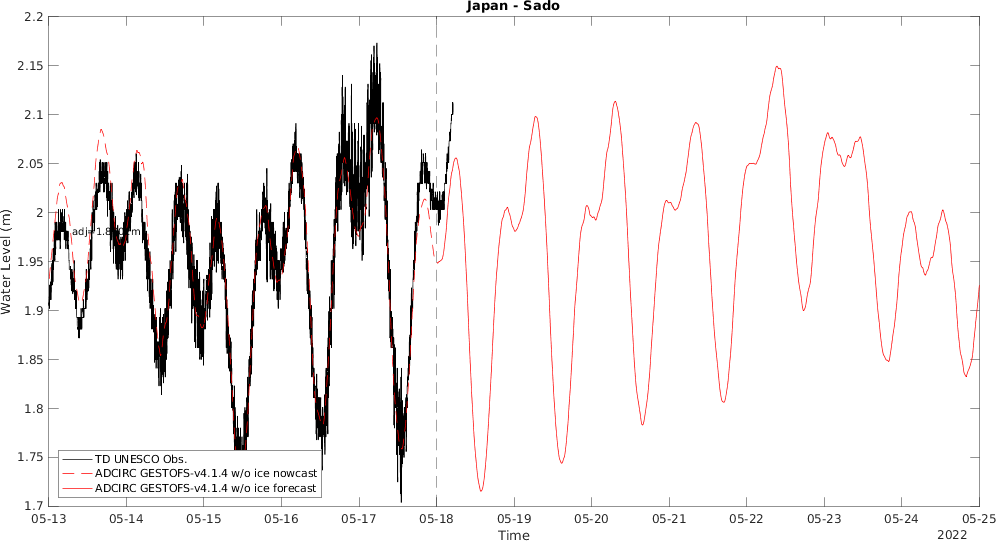 Japan - Sado
2.2
2.15
2.1
2.05
2
1.95
1.9
1.85
1.8
1.75
1.7
Water Level (m)
TD UNESCO Obs.
ADCIRC GESTOFS-v4.1.4 w/o ice nowcast
ADCIRC GESTOFS-v4.1.4 w/o ice forecast
05-13 05-14 05-15 05-16 05-17 05-18 05-19 05-20 05-21 05-22 05-23 05-24 05-25
Time
2022